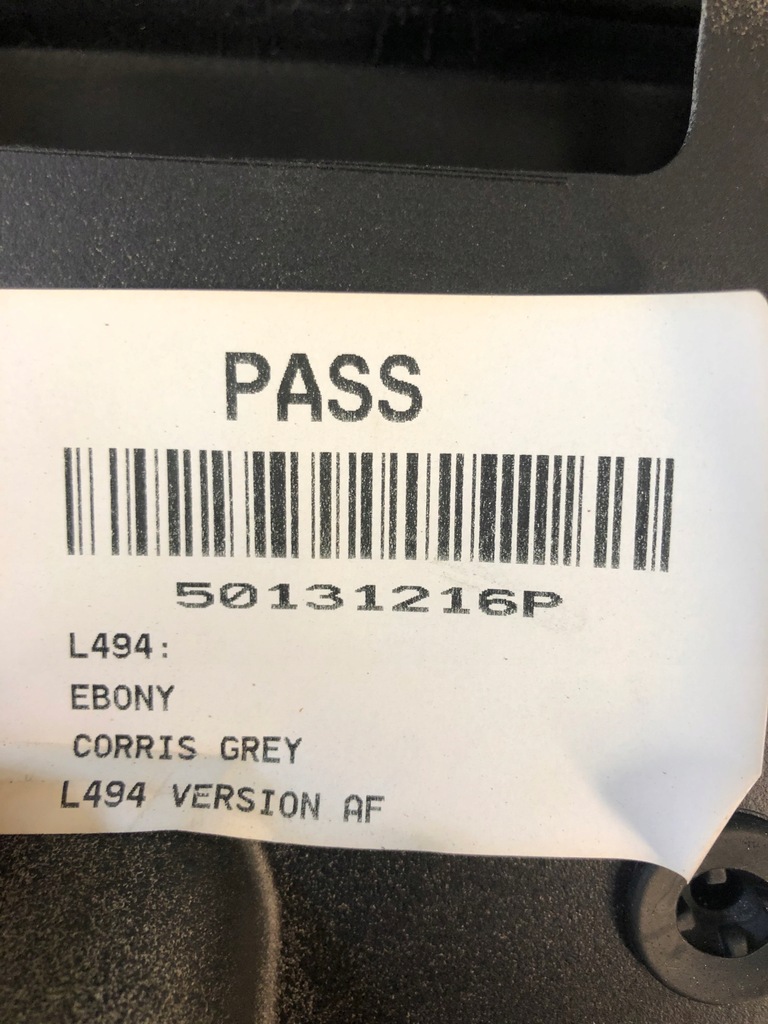 PASS
50131216P
L494:
EBONY
CORRIS GREY
L494 VERSION AF